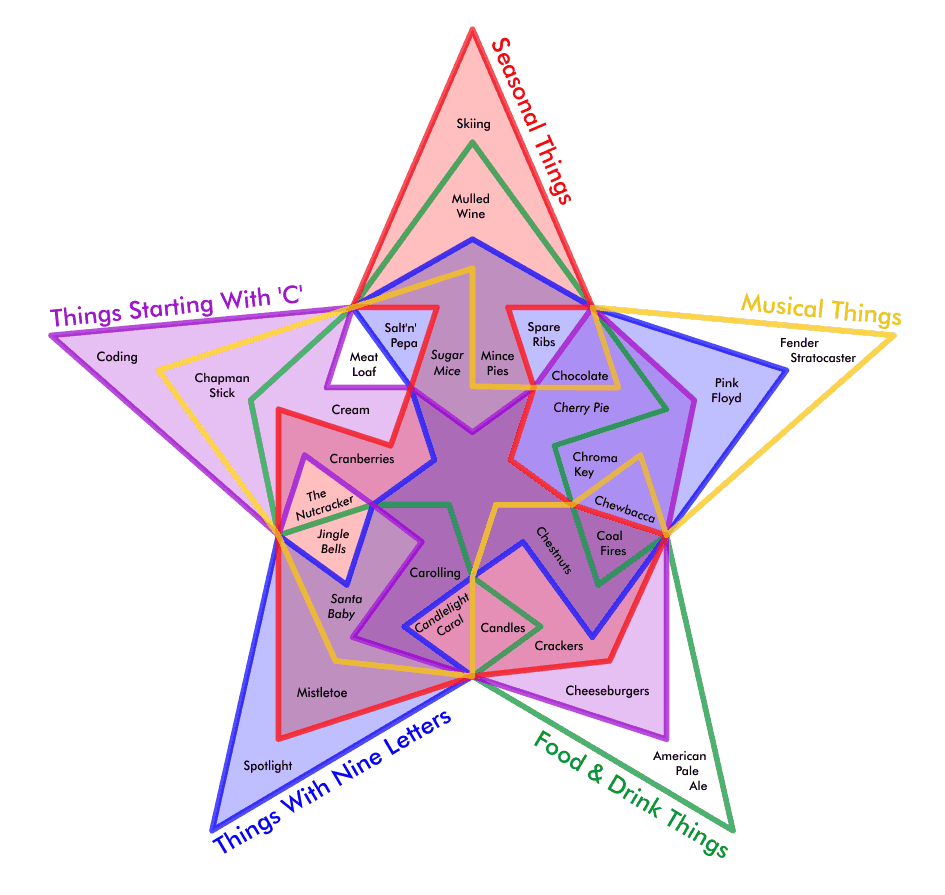 Seasonal Things
Skiing
Mulled
Wine
Things Starting With 'C'
Musical Things
Coding
Chapman
Stick
Salt'n'
Pepa
Meat
Loaf
Sugar
Mice
Mince
Pies
Spare
Ribs
Chocolate
Fender
Stratocaster
Pink
Floyd
Cream
Cherry Pie
Cranberries
Chroma
Key
The
Nutcracker
Chewbacca
Jingle
Bells
Coal
Fires
Chestnuts
Carolling
Santa
Baby
Candlelight
Carol
Candles
Crackers
Mistletoe
Cheeseburgers
Spotlight
American
Pale
Ale
Things With Nine Letters
Food & Drink Things